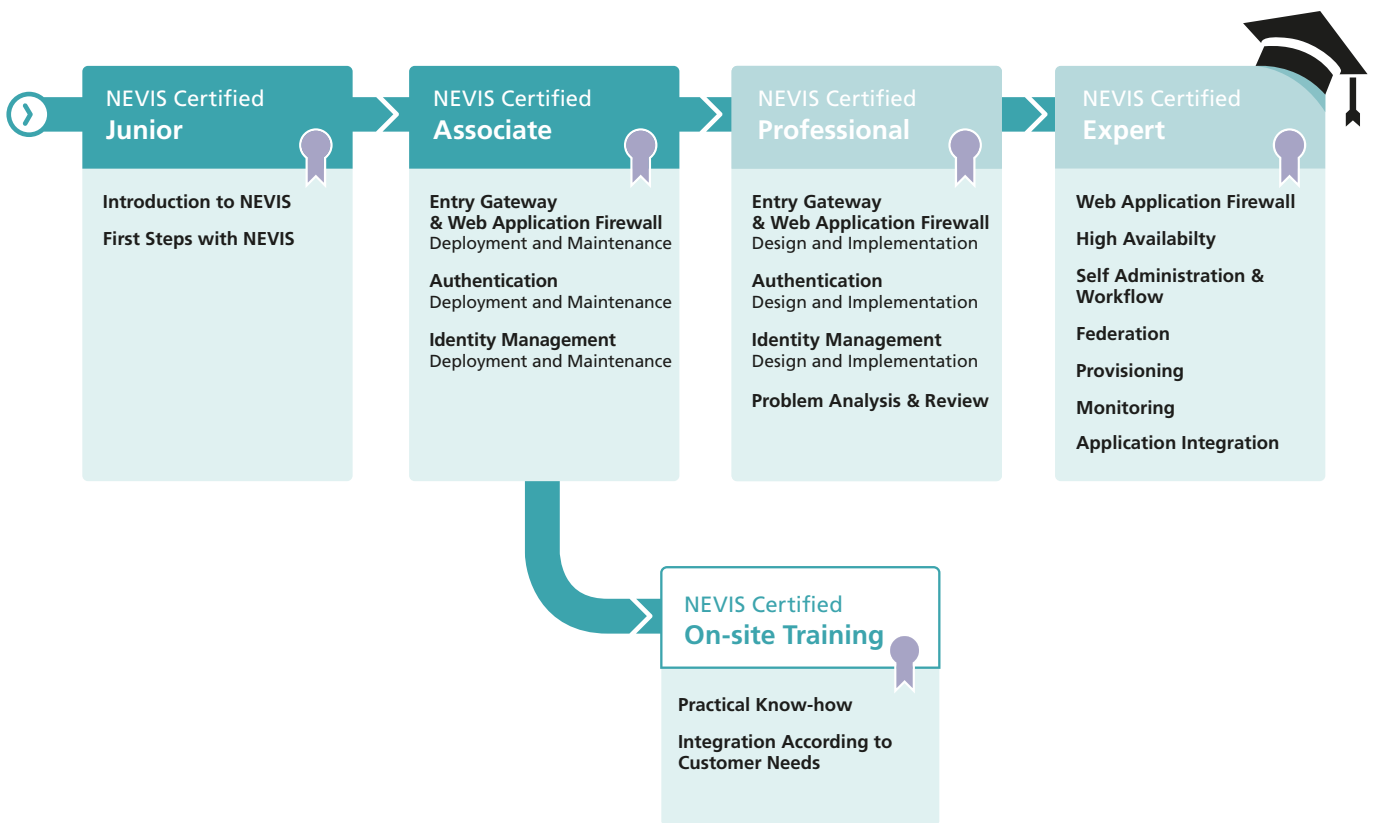 NEVIS Certified
Junior
Introduction to NEVIS
First Steps with NEVIS
NEVIS Certified
Associate
Entry Gateway
& Web Application Firewall
Deployment and Maintenance
Authentication
Deployment and Maintenance
Identity Management
Deployment and Maintenance
NEVIS Certified
Professional
Entry Gateway
& Web Application Firewall
Design and Implementation
Authentication
Design and Implementation
Identity Management
Design and Implementation
Problem Analysis & Review
NEVIS Certified
Expert
Web Application Firewall
High Availabilty
Self Administration &
Workflow
Federation
Provisioning
Monitoring
Application Integration
NEVIS Certified
On-site Training
Practical Know-how
Integration According to
Customer Needs